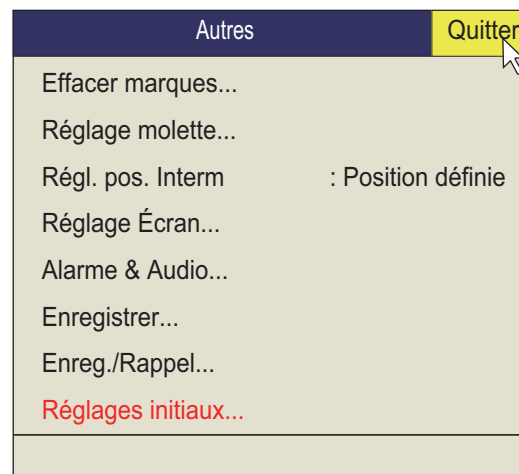 Autres Quitter
Effacer marques...
Réglage molette...
Régl. pos. Interm : Position définie
Réglage Écran...
Alarme & Audio...
Enregistrer...
Enreg./Rappel...
Réglages initiaux...